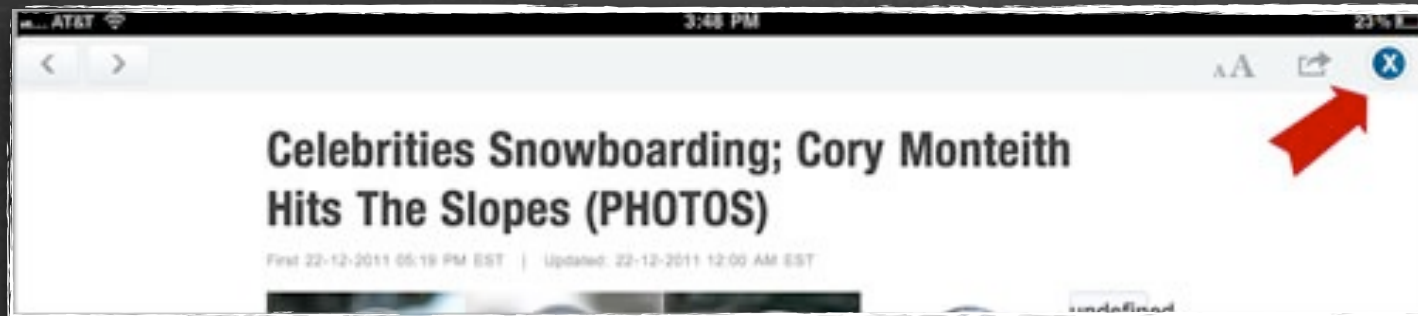 AT&T 3:48 PM 23%
< > AA X
Celebrities Snowboarding; Cory Monteith
Hits The Slopes (PHOTOS)
First 22-12-2011 05:19 PM EST | Updated: 22-12-2011 12:00 AM EST
undefined